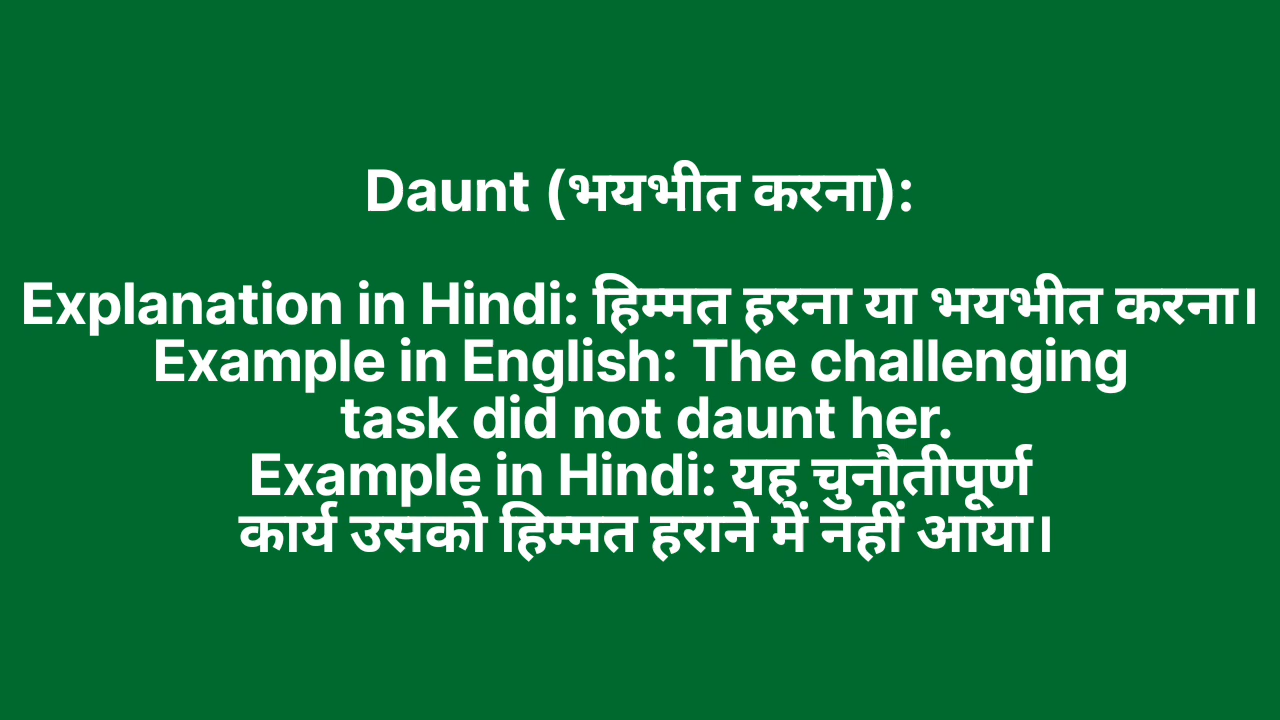 Daunt (भयभीत करना):
Explanation in Hindi: हिम्मत हरना या भयभीत करना।
Example in English: The challenging
task did not daunt her.
Example in Hindi: यह चुनौतीपूर्ण
कार्य उसको हिम्मत हराने में नहीं आया।